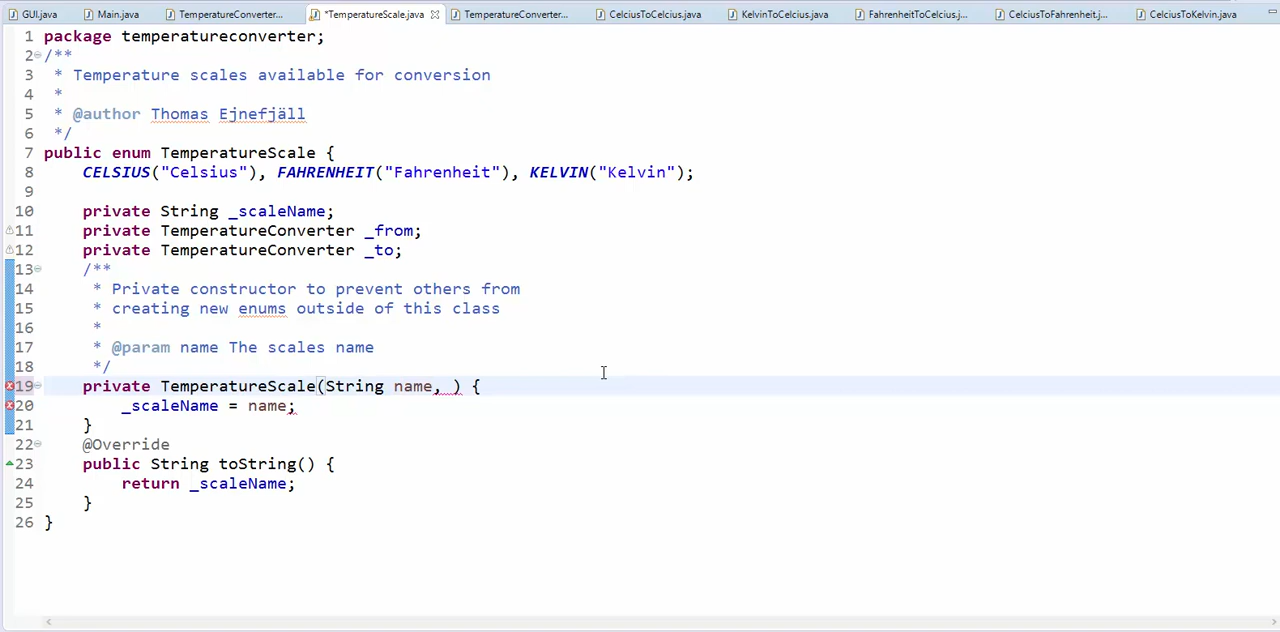 GUI.java Main.java TemperatureConverter... *TemperatureScale.java TemperatureConverter... CelciusToCelcius.java KelvinToCelcius.java FahrenheitToCelcius.j... CelciusToFahrenheit.j... CelciusToKelvin.java
1 package temperatureconverter;
2 /**
3 * Temperature scales available for conversion
4 *
5 * @author Thomas Ejnefjäll
6 */
7 public enum TemperatureScale {
8 CELSIUS("Celsius"), FAHRENHEIT("Fahrenheit"), KELVIN("Kelvin");
9
10 private String _scaleName;
11 private TemperatureConverter _from;
12 private TemperatureConverter _to;
13 /**
14 * Private constructor to prevent others from
15 * creating new enums outside of this class
16 *
17 * @param name The scales name
18 */
19 private TemperatureScale(String name, ) {
20 _scaleName = name;
21 }
22 @Override
23 public String toString() {
24 return _scaleName;
25 }
26 }